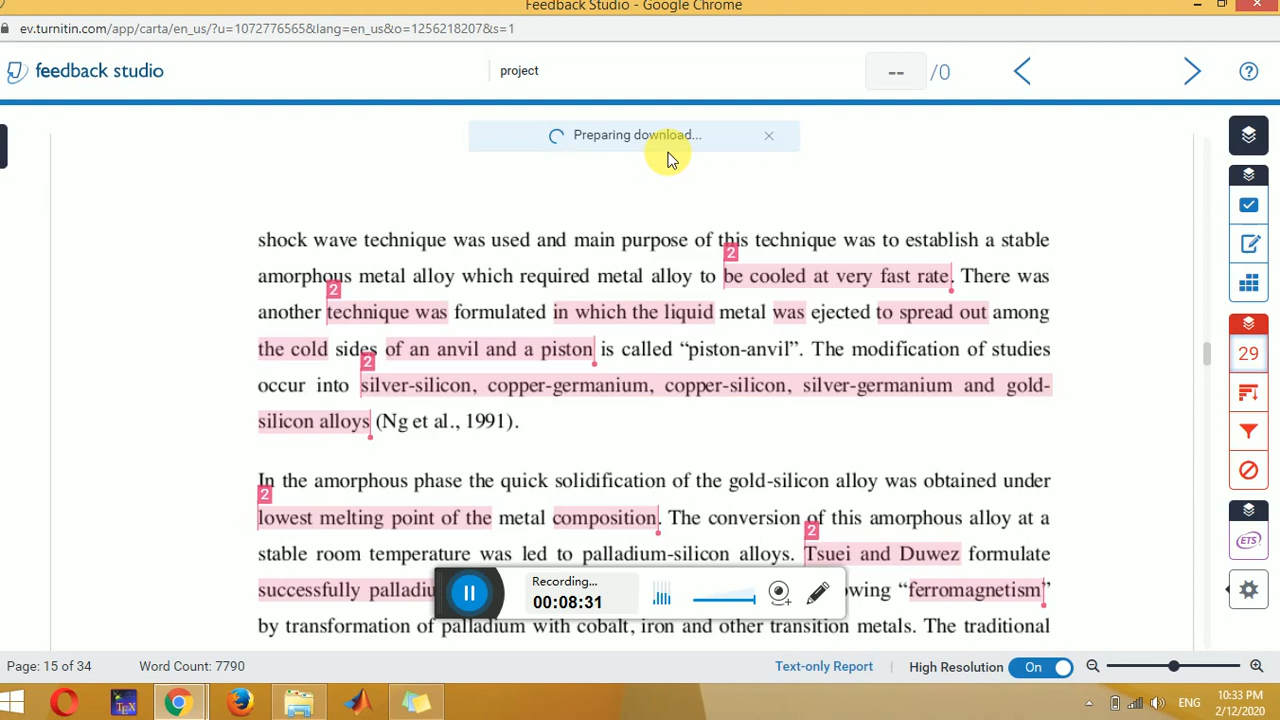 Feedback Studio - Google Chrome
ev.turnitin.com/app/carta/en_us/?u=1072776565&lang=en_us&o=1256218207&s=1
feedback studio
project
-- /0
Preparing download...
shock wave technique was used and main purpose of this technique was to establish a stable
2
amorphous metal alloy which required metal alloy to be cooled at very fast rate. There was
2
another technique was formulated in which the liquid metal was ejected to spread out among
the cold sides of an anvil and a piston is called “piston-anvil”. The modification of studies
2
occur into silver-silicon, copper-germanium, copper-silicon, silver-germanium and gold-
silicon alloys (Ng et al., 1991).
In the amorphous phase the quick solidification of the gold-silicon alloy was obtained under
2
lowest melting point of the metal composition. The conversion of this amorphous alloy at a
2
stable room temperature was led to palladium-silicon alloys. Tsuei and Duwez formulate
successfully palladiu owing “ferromagnetism”
by transformation of palladium with cobalt, iron and other transition metals. The traditional
29
ETS
Recording...
00:08:31
Page: 15 of 34
Word Count: 7790
Text-only Report
High Resolution
On
TEX
ENG
10:33 PM
2/12/2020